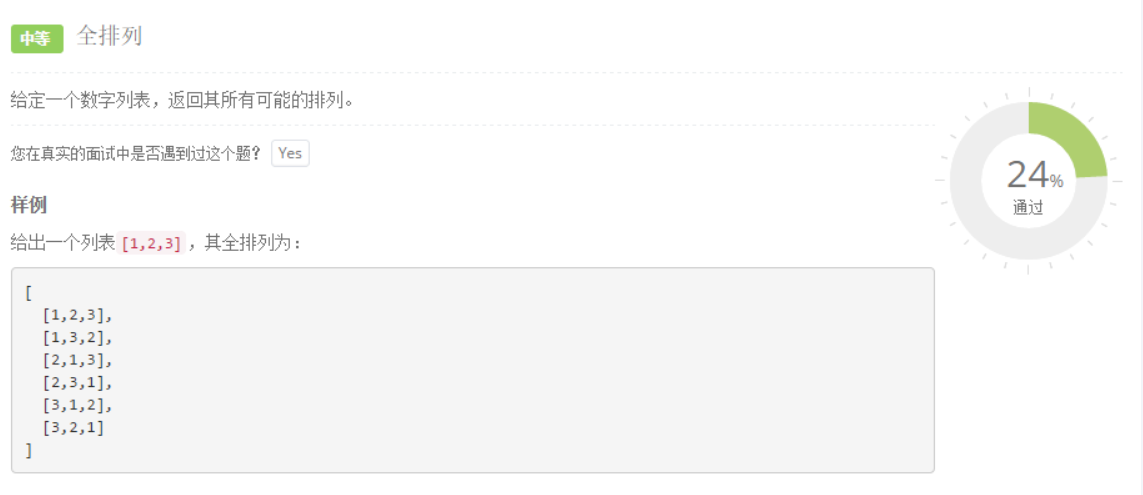 中等 全排列
给定一个数字列表，返回其所有可能的排列。
您在真实的面试中是否遇到过这个题? Yes
24%
通过
样例
给出一个列表[1,2,3]，其全排列为：
[
  [1,2,3],
  [1,3,2],
  [2,1,3],
  [2,3,1],
  [3,1,2],
  [3,2,1]
]